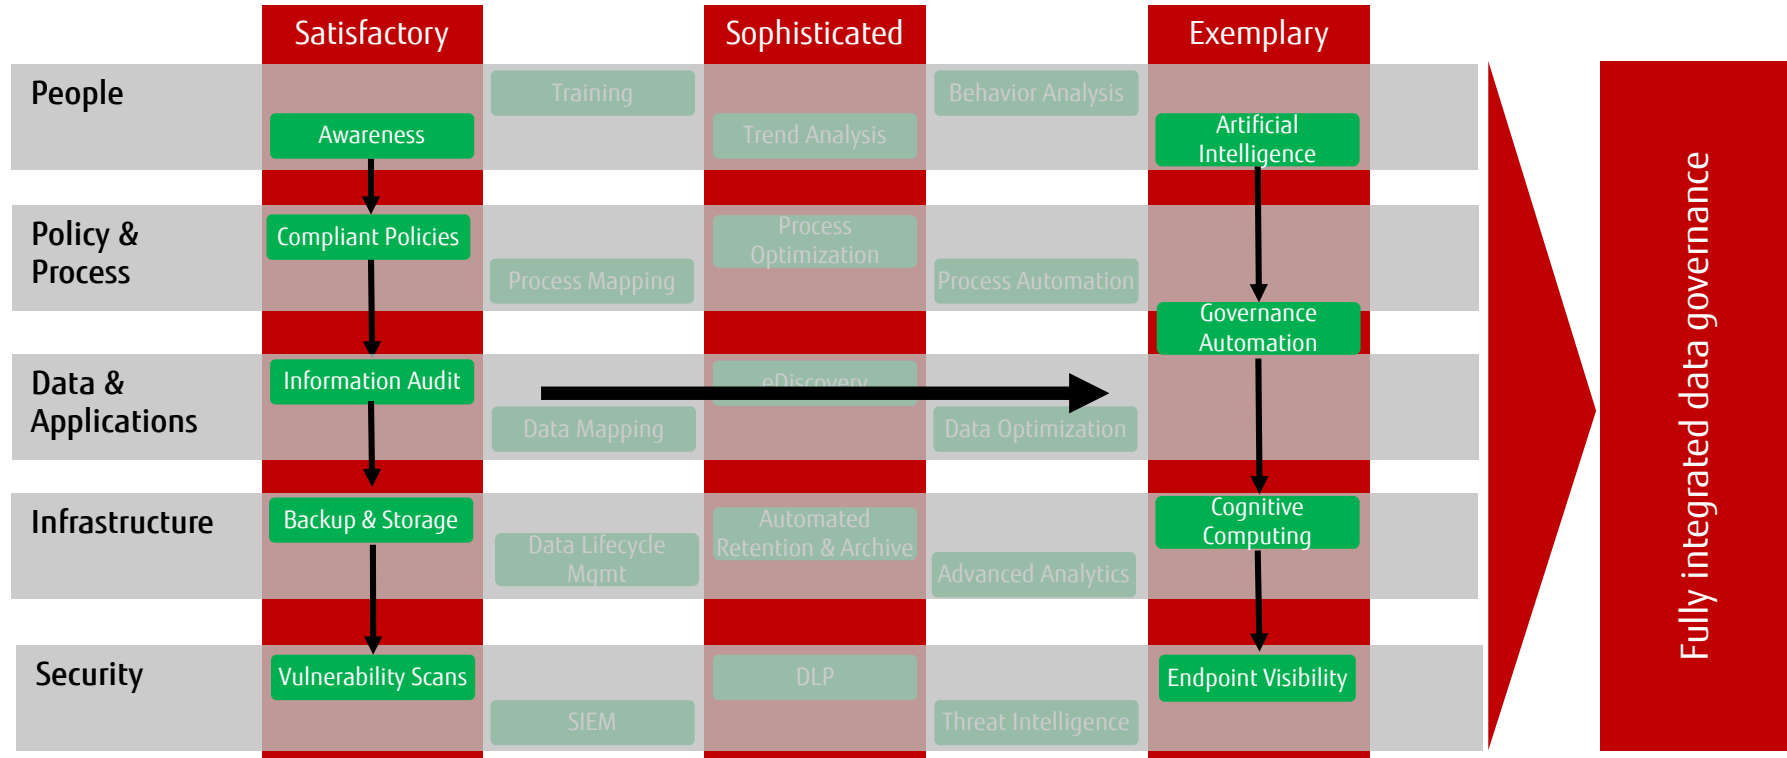 Satisfactory
Sophisticated
Exemplary
People
Training
Behavior Analysis
Awareness
Trend Analysis
Artificial
Intelligence
Policy &
Process
Compliant Policies
Process
Optimization
Process Mapping
Process Automation
Governance
Automation
Data &
Applications
Information Audit
eDiscovery
Data Mapping
Data Optimization
Infrastructure
Backup & Storage
Data Lifecycle
Mgmt
Automated
Retention & Archive
Advanced Analytics
Cognitive
Computing
Security
Vulnerability Scans
DLP
Endpoint Visibility
SIEM
Threat Intelligence
Fully integrated data governance